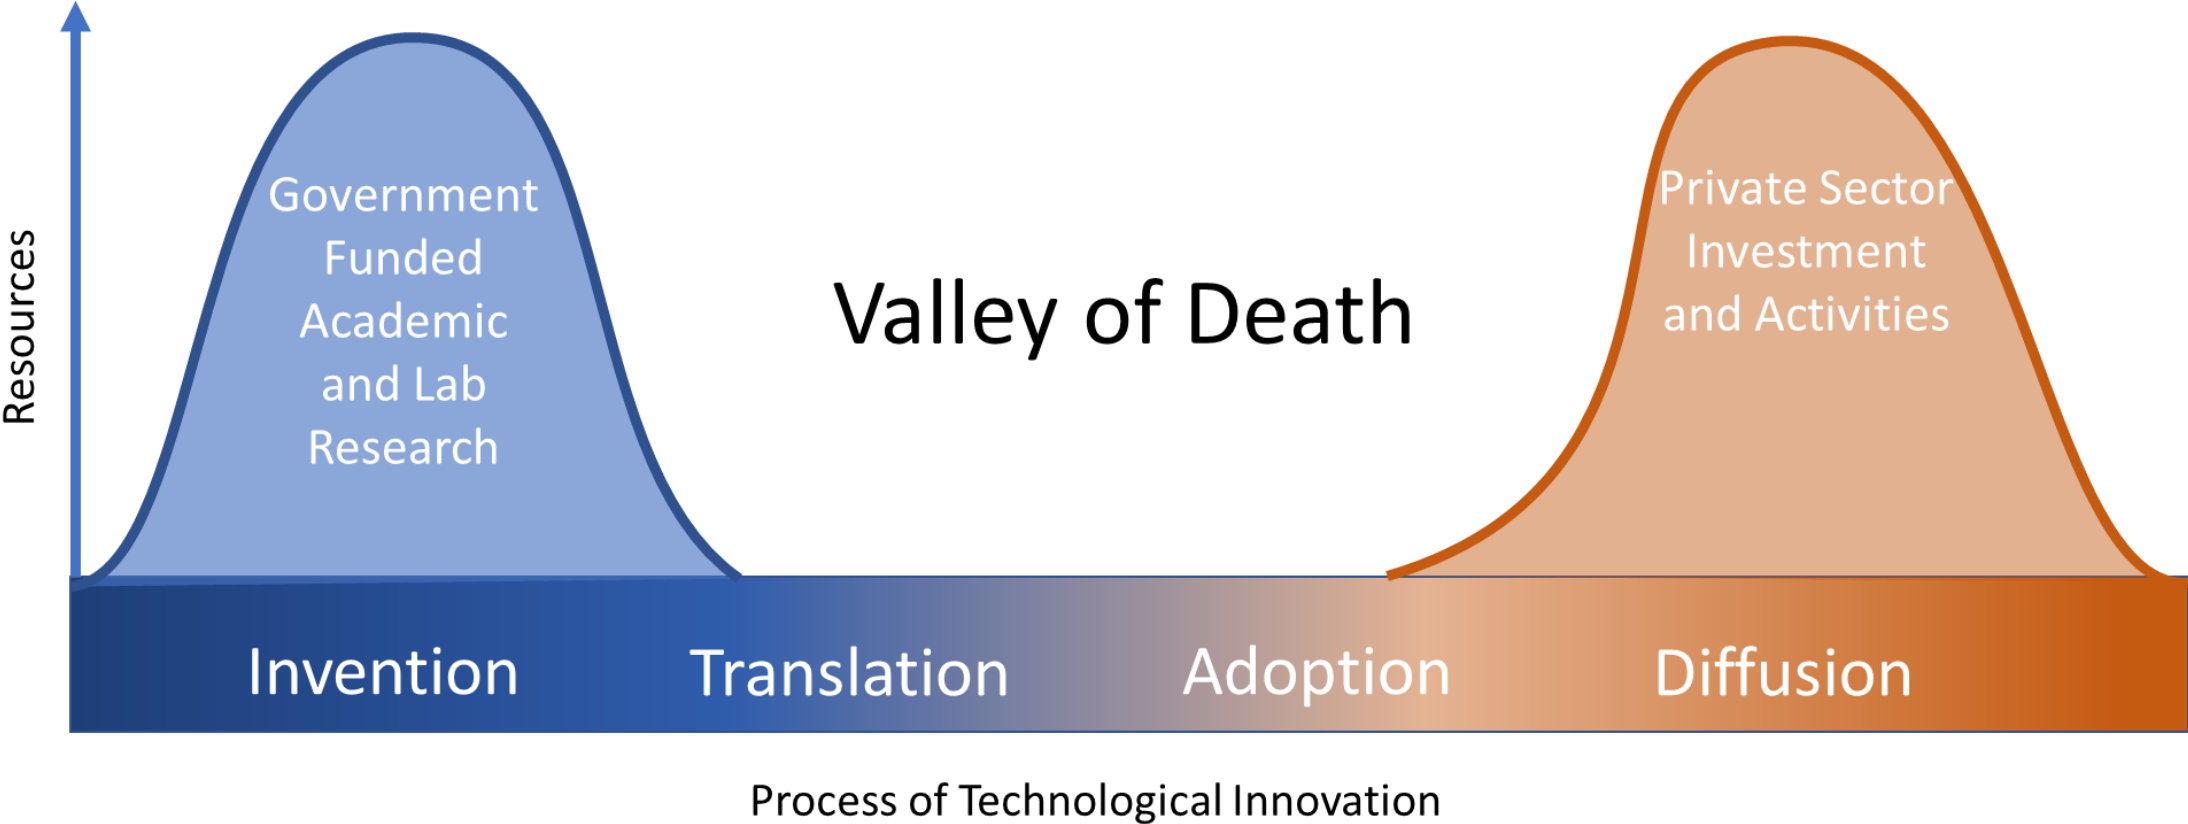 Resources
Government
Funded
Academic
and Lab
Research
Valley of Death
Private Sector
Investment
and Activities
Invention
Translation
Adoption
Diffusion
Process of Technological Innovation